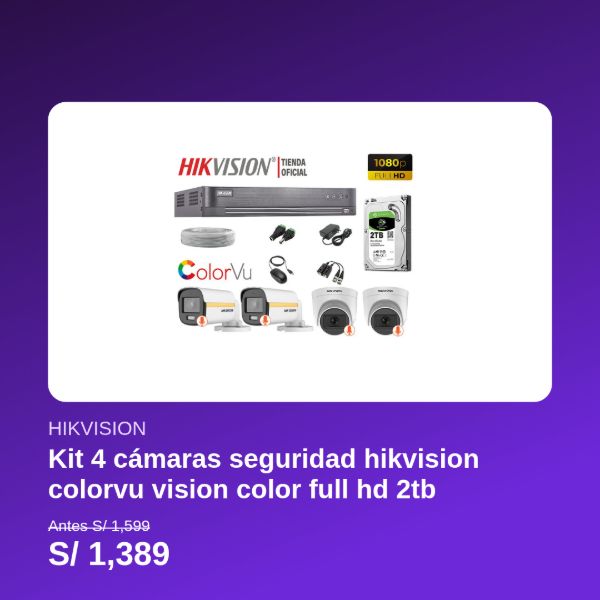 HIKVISION® TIENDA
OFICIAL
1080p
FULL HD
2TB
ColorVu
HIKVISION
Kit 4 cámaras seguridad hikvision
colorvu vision color full hd 2tb
Antes S/ 1,599
S/ 1,389